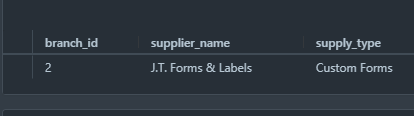 branch_id supplier_name supply_type
2 J.T. Forms & Labels Custom Forms